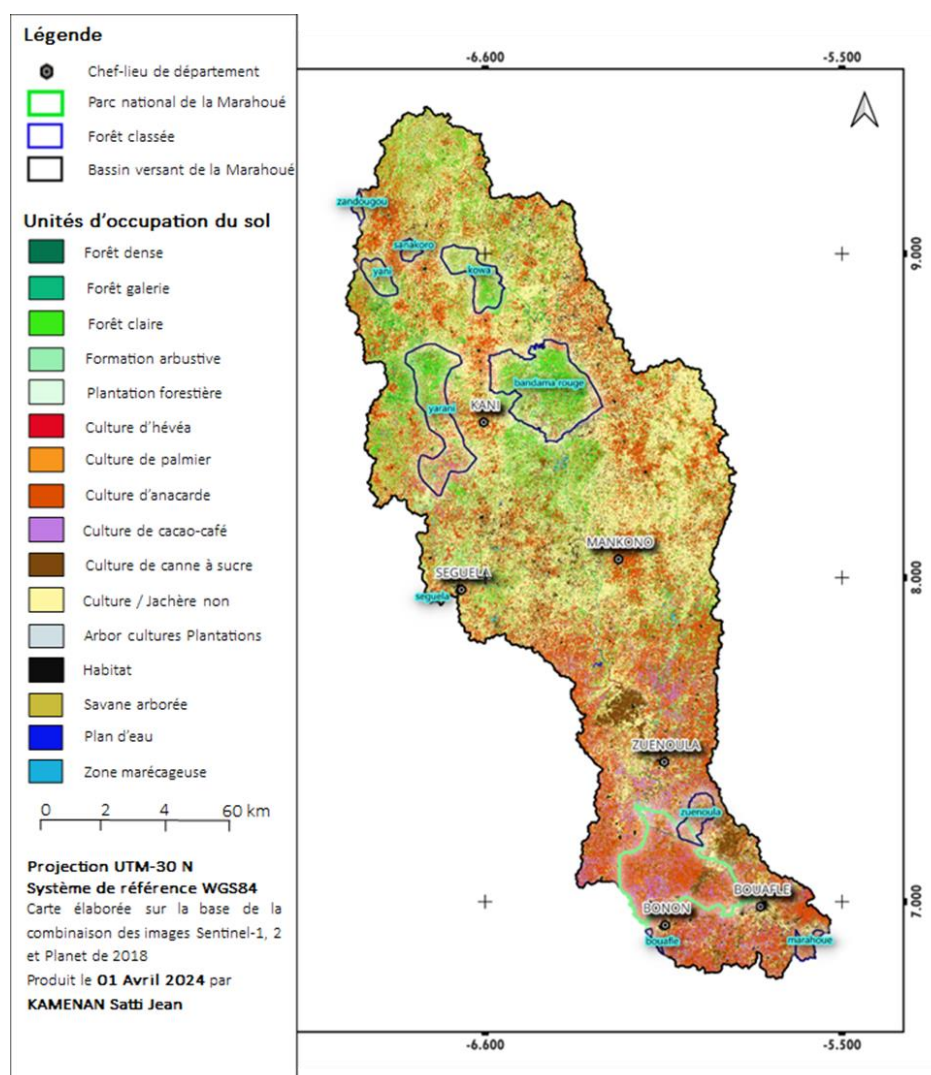 Légende
Chef-lieu de département
Parc national de la Marahoué
Forêt classée
Bassin versant de la Marahoué
Unités d’occupation du sol
Forêt dense
Forêt galerie
Forêt claire
Formation arbustive
Plantation forestière
Culture d’hévéa
Culture de palmier
Culture d’anacarde
Culture de cacao-café
Culture de canne à sucre
Culture / Jachère non
Arbor cultures Plantations
Habitat
Savane arborée
Plan d’eau
Zone marécageuse
0 2 4 60 km
Projection UTM-30 N
Système de référence WGS84
Carte élaborée sur la base de la
combinaison des images Sentinel-1, 2
et Planet de 2018
Produit le 01 Avril 2024 par
KAMENAN Satti Jean
-6.600 -5.500
zandougou
sanakoro
yani
kowa
9.000
bandama rouge
yarani
KANI
MANKONO
SEGUELA
seguela
8.000
ZUENOULA
zuenoula
BOUAFLE
BONON
7.000
bouafle
marahoue
-6.600 -5.500